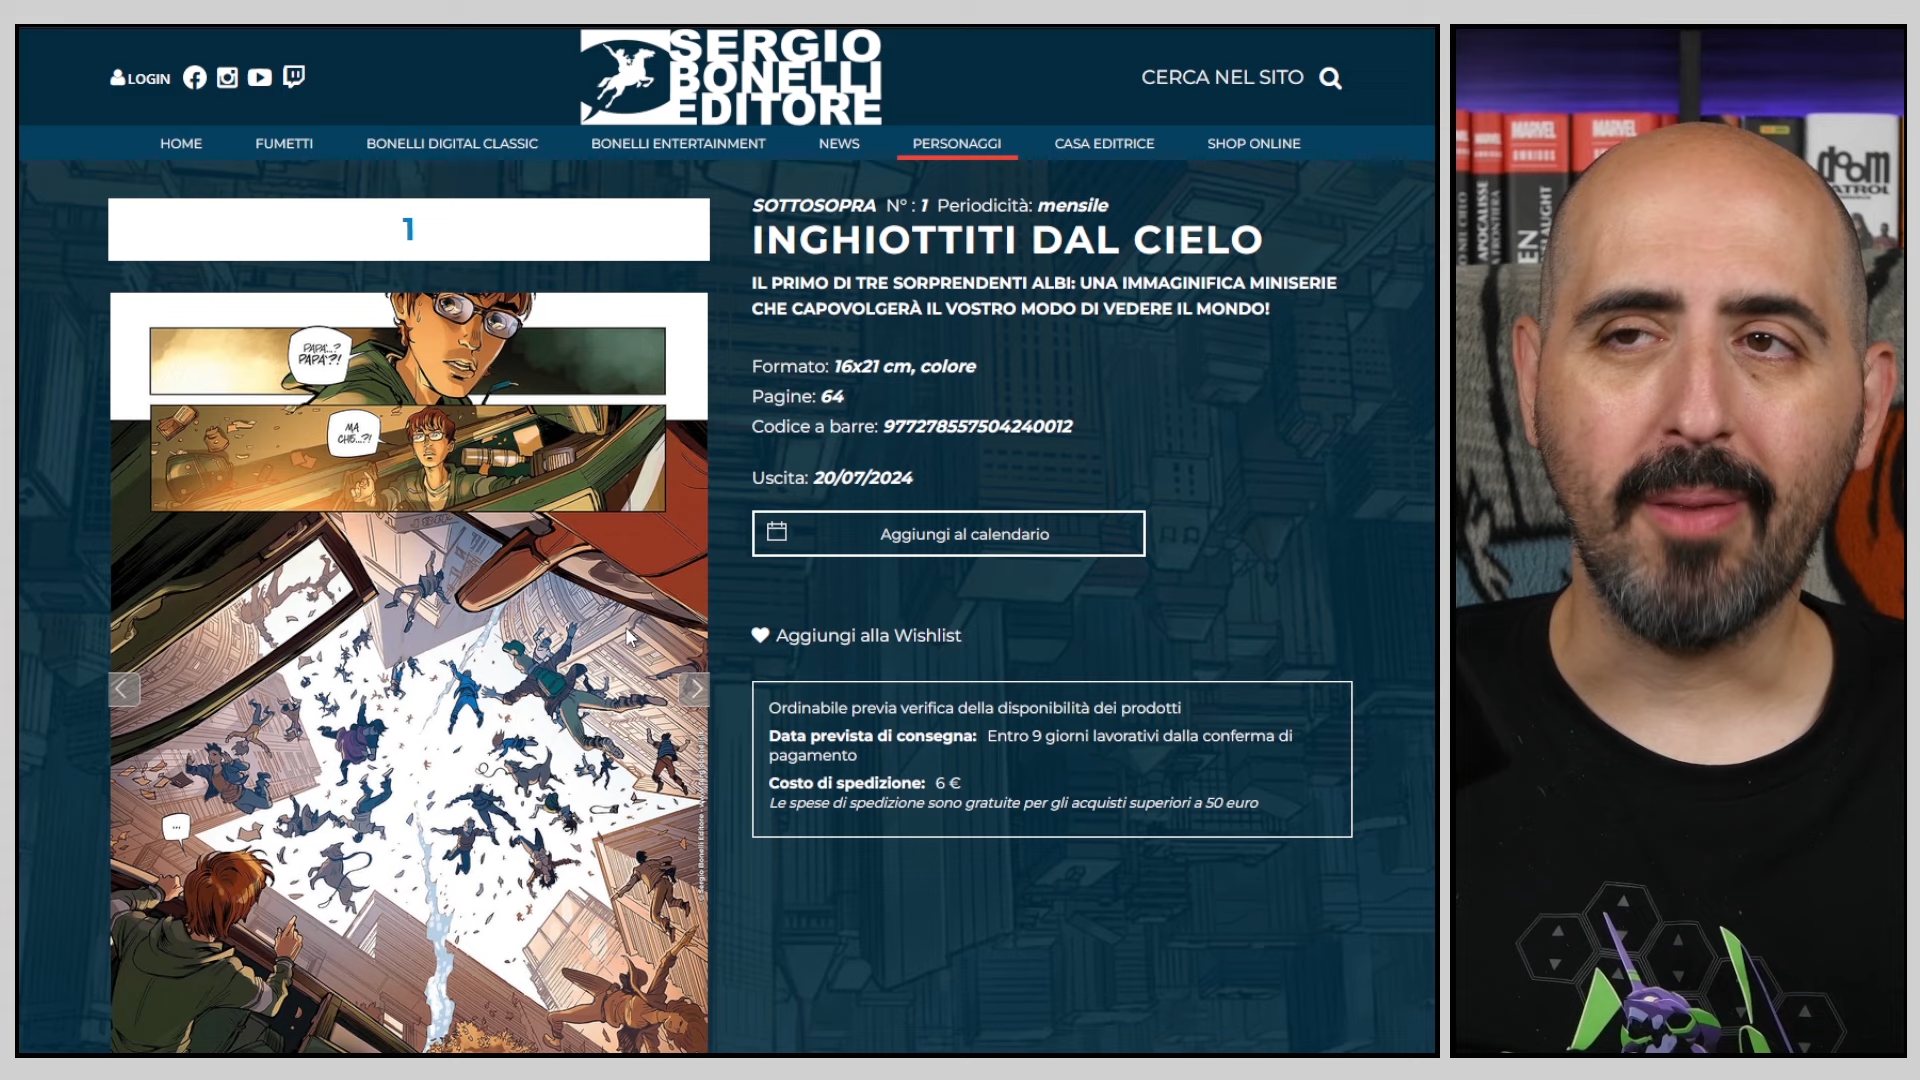 LOGIN
SERGIO
BONELLI
EDITORE
CERCA NEL SITO
HOME FUMETTI BONELLI DIGITAL CLASSIC BONELLI ENTERTAINMENT NEWS PERSONAGGI CASA EDITRICE SHOP ONLINE
1
SOTTOSOPRA N° : 1 Periodicità: mensile
INGHIOTTITI DAL CIELO
IL PRIMO DI TRE SORPRENDENTI ALBI: UNA IMMAGINIFICA MINISERIE
CHE CAPOVOLGERÀ IL VOSTRO MODO DI VEDERE IL MONDO!
Formato: 16x21 cm, colore
Pagine: 64
Codice a barre: 977278557504240012
Uscita: 20/07/2024
Aggiungi al calendario
Aggiungi alla Wishlist
Ordinabile previa verifica della disponibilità dei prodotti
Data prevista di consegna: Entro 9 giorni lavorativi dalla conferma di
pagamento
Costo di spedizione: 6 €
Le spese di spedizione sono gratuite per gli acquisti superiori a 50 euro
PAPÀ...?
PAPÀ?!
MA
CHE...?!
...
© Sergio Bonelli Editore
MARVEL
OMNIBUS
MARVEL
APOCALISSE